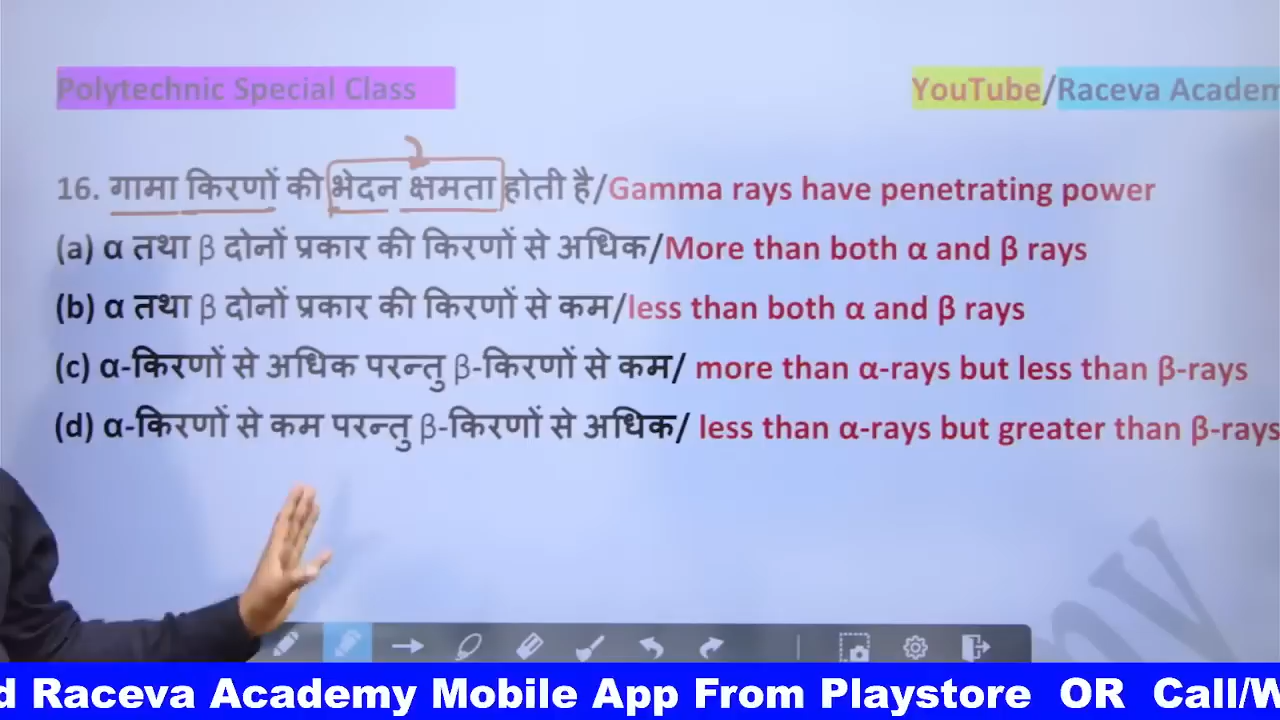 Polytechnic Special Class
YouTube/Raceva Academ
16. गामा किरणों की भेदन क्षमता होती है/Gamma rays have penetrating power
(a) α तथा β दोनों प्रकार की किरणों से अधिक/More than both α and β rays
(b) α तथा β दोनों प्रकार की किरणों से कम/less than both α and β rays
(c) α-किरणों से अधिक परन्तु β-किरणों से कम/ more than α-rays but less than β-rays
(d) α-किरणों से कम परन्तु β-किरणों से अधिक/ less than α-rays but greater than β-rays
my
d Raceva Academy Mobile App From Playstore OR Call/W